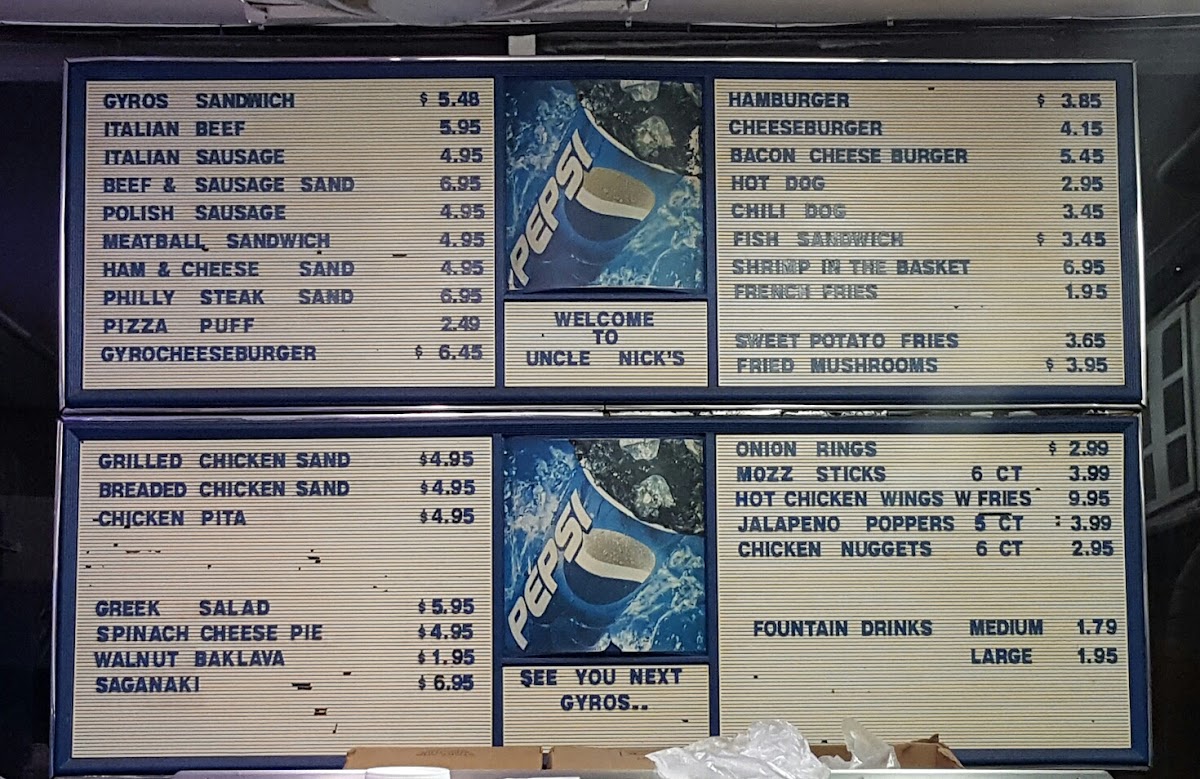 GYROS SANDWICH $ 5.48
ITALIAN BEEF 5.95
ITALIAN SAUSAGE 4.95
BEEF & SAUSAGE SAND 6.95
POLISH SAUSAGE 4.95
MEATBALL SANDWICH 4.95
HAM & CHEESE SAND 4.95
PHILLY STEAK SAND 6.95
PIZZA PUFF 2.49
GYROCHEESEBURGER $ 6.45
PEPSI
WELCOME
TO
UNCLE NICK'S
HAMBURGER $ 3.85
CHEESEBURGER 4.15
BACON CHEESE BURGER 5.45
HOT DOG 2.95
CHILI DOG 3.45
FISH SANDWICH $ 3.45
SHRIMP IN THE BASKET 6.95
FRENCH FRIES 1.95
SWEET POTATO FRIES 3.65
FRIED MUSHROOMS $ 3.95
GRILLED CHICKEN SAND $4.95
BREADED CHICKEN SAND $4.95
-CHICKEN PITA $4.95
GREEK SALAD $5.95
SPINACH CHEESE PIE $4.95
WALNUT BAKLAVA $1.95
SAGANAKI $6.95
PEPSI
SEE YOU NEXT
GYROS..
ONION RINGS $ 2.99
MOZZ STICKS 6 CT 3.99
HOT CHICKEN WINGS W FRIES 9.95
JALAPENO POPPERS 5 CT : 3.99
CHICKEN NUGGETS 6 CT 2.95
FOUNTAIN DRINKS MEDIUM 1.79
LARGE 1.95